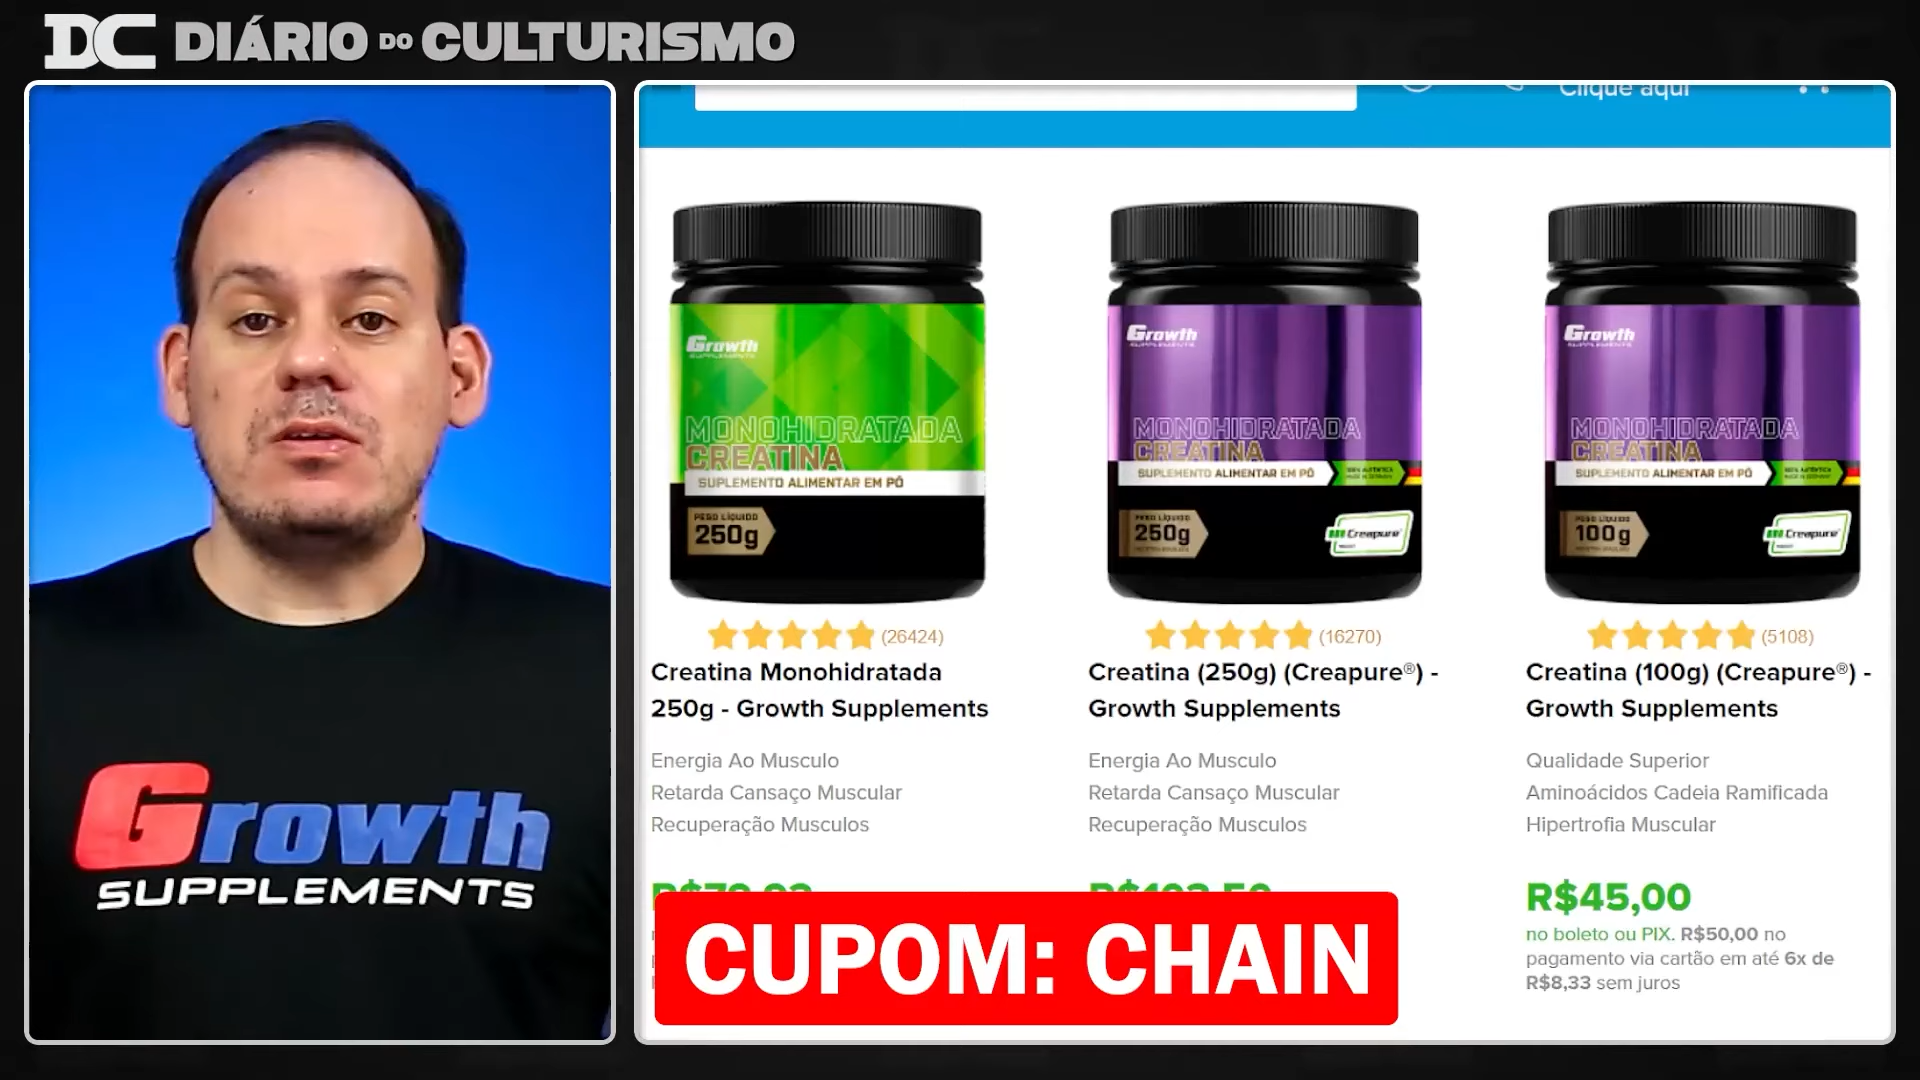 DC DIÁRIO DO CULTURISMO
Clique aqui
Growth
SUPPLEMENTS
Growth
SUPPLEMENTS
MONOHIDRATADA
CREATINA
SUPLEMENTO ALIMENTAR EM PÓ
PESO LÍQUIDO
250g
Growth
SUPPLEMENTS
MONOHIDRATADA
CREATINA
SUPLEMENTO ALIMENTAR EM PÓ
PESO LÍQUIDO
250g
Creapure
Growth
SUPPLEMENTS
MONOHIDRATADA
CREATINA
SUPLEMENTO ALIMENTAR EM PÓ
PESO LÍQUIDO
100g
Creapure
(26424)
Creatina Monohidratada
250g - Growth Supplements
Energia Ao Musculo
Retarda Cansaço Muscular
Recuperação Musculos
(16270)
Creatina (250g) (Creapure®) -
Growth Supplements
Energia Ao Musculo
Retarda Cansaço Muscular
Recuperação Musculos
(5108)
Creatina (100g) (Creapure®) -
Growth Supplements
Qualidade Superior
Aminoácidos Cadeia Ramificada
Hipertrofia Muscular
R$45,00
no boleto ou PIX. R$50,00 no
pagamento via cartão em até 6x de
R$8,33 sem juros
CUPOM: CHAIN